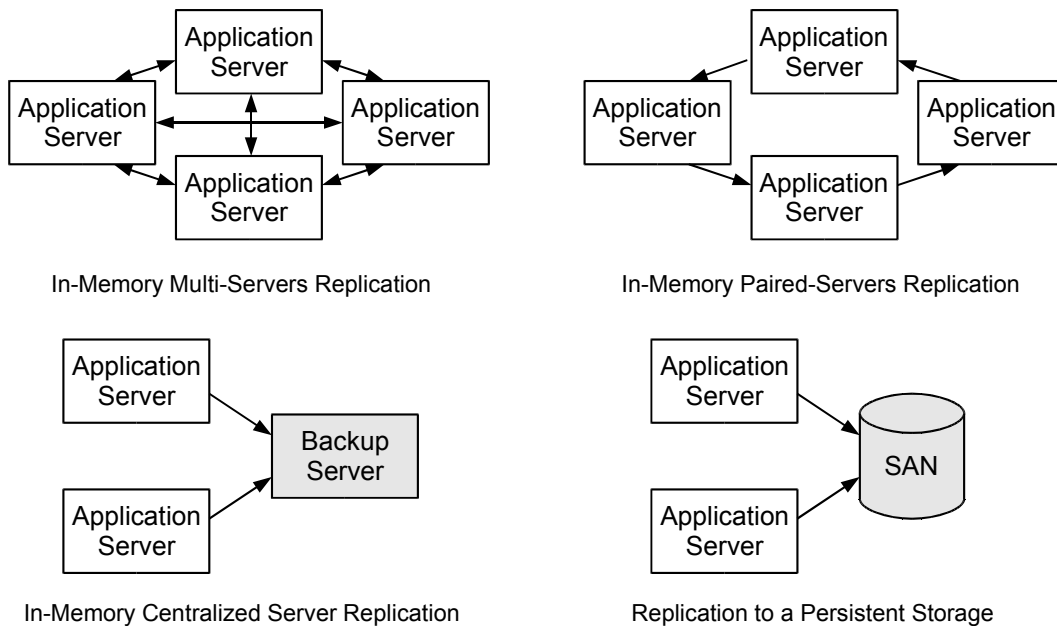 Application
Server
Application
Server
Application
Server
Application
Server
In-Memory Multi-Servers Replication
Application
Server
Application
Server
Application
Server
Application
Server
In-Memory Paired-Servers Replication
Application
Server
Backup
Server
Application
Server
In-Memory Centralized Server Replication
Application
Server
SAN
Application
Server
Replication to a Persistent Storage